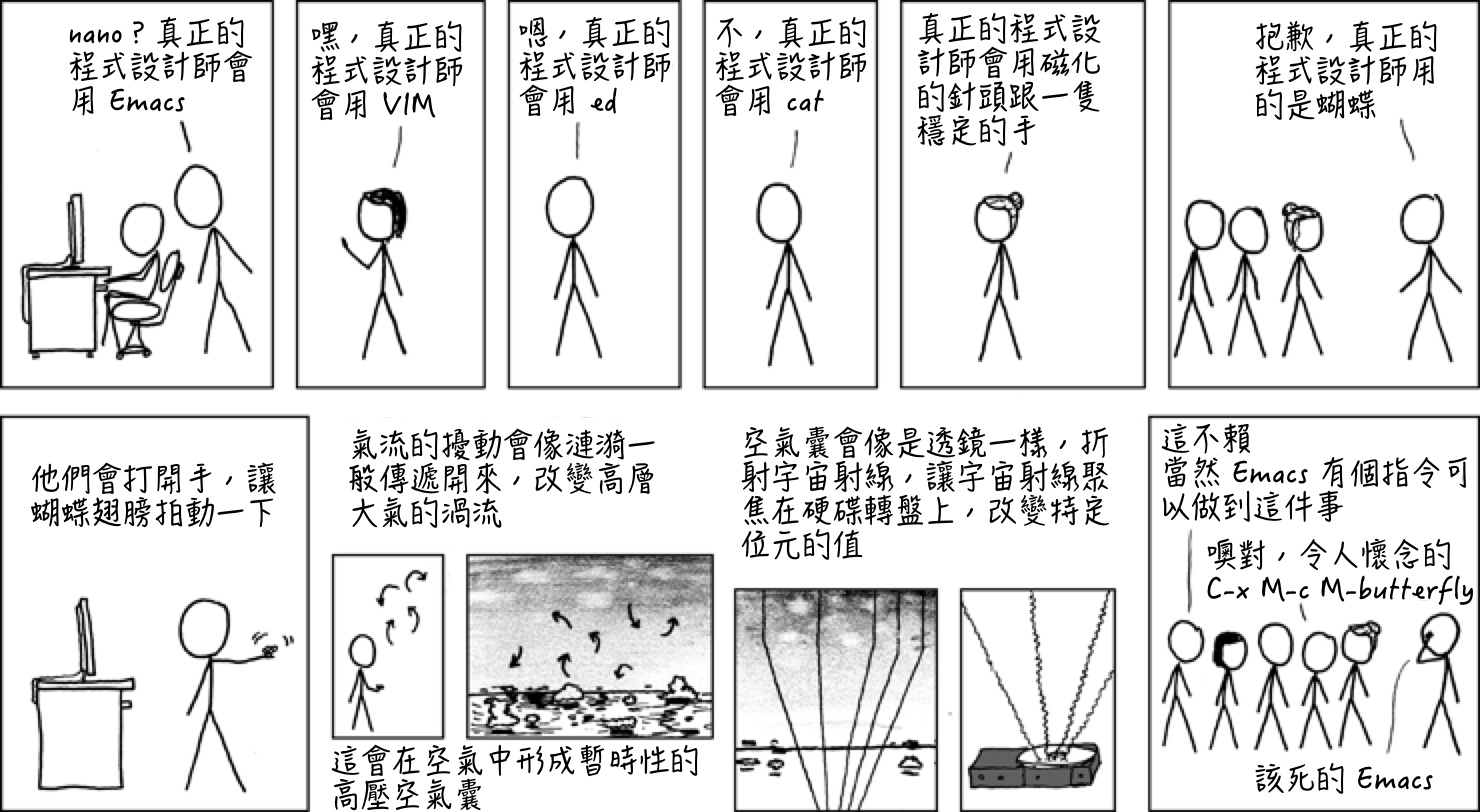 nano？真正的
程式設計師會
用 Emacs
嘿，真正的
程式設計師
會用 VIM
嗯，真正的
程式設計師
會用 ed
不，真正的
程式設計師
會用 cat
真正的程式設
計師會用磁化
的針頭跟一隻
穩定的手
抱歉，真正的
程式設計師用
的是蝴蝶
他們會打開手，讓
蝴蝶翅膀拍動一下
氣流的擾動會像漣漪一
般傳遞開來，改變高層
大氣的渦流
這會在空氣中形成暫時性的
高壓空氣囊
空氣囊會像是透鏡一樣，折
射宇宙射線，讓宇宙射線聚
焦在硬碟轉盤上，改變特定
位元的值
這不賴
當然 Emacs 有個指令可
以做到這件事
噢對，令人懷念的
C-x M-c M-butterfly
該死的 Emacs